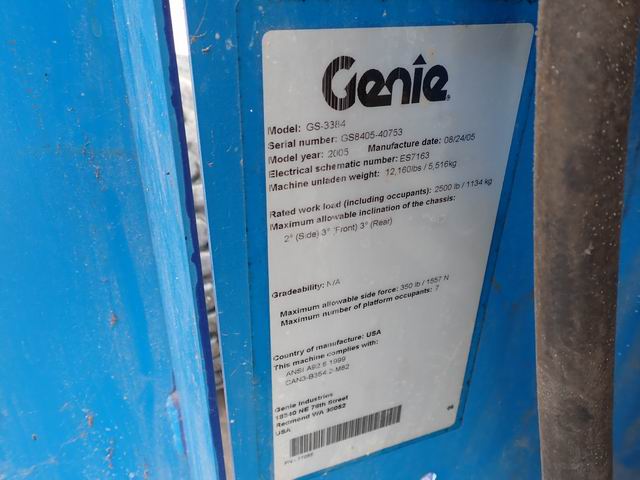 Genie
Model: GS-3384
Serial number: GS8405-40753
Model year: 2005 Manufacture date: 08/24/05
Electrical schematic number: ES7163
Machine unladen weight: 12,160lbs / 5,516kg
Rated work load (including occupants): 2500 lb / 1134 kg
Maximum allowable inclination of the chassis:
2° (Side) 3° (Front) 3° (Rear)
Gradeability: N/A
Maximum allowable side force: 350 lb / 1557 N
Maximum number of platform occupants: 7
Country of manufacture: USA
This machine complies with:
ANSI A92.6 1999
CAN3-B354.2-M82
Genie Industries
18340 NE 76th Street
Redmond WA
USA